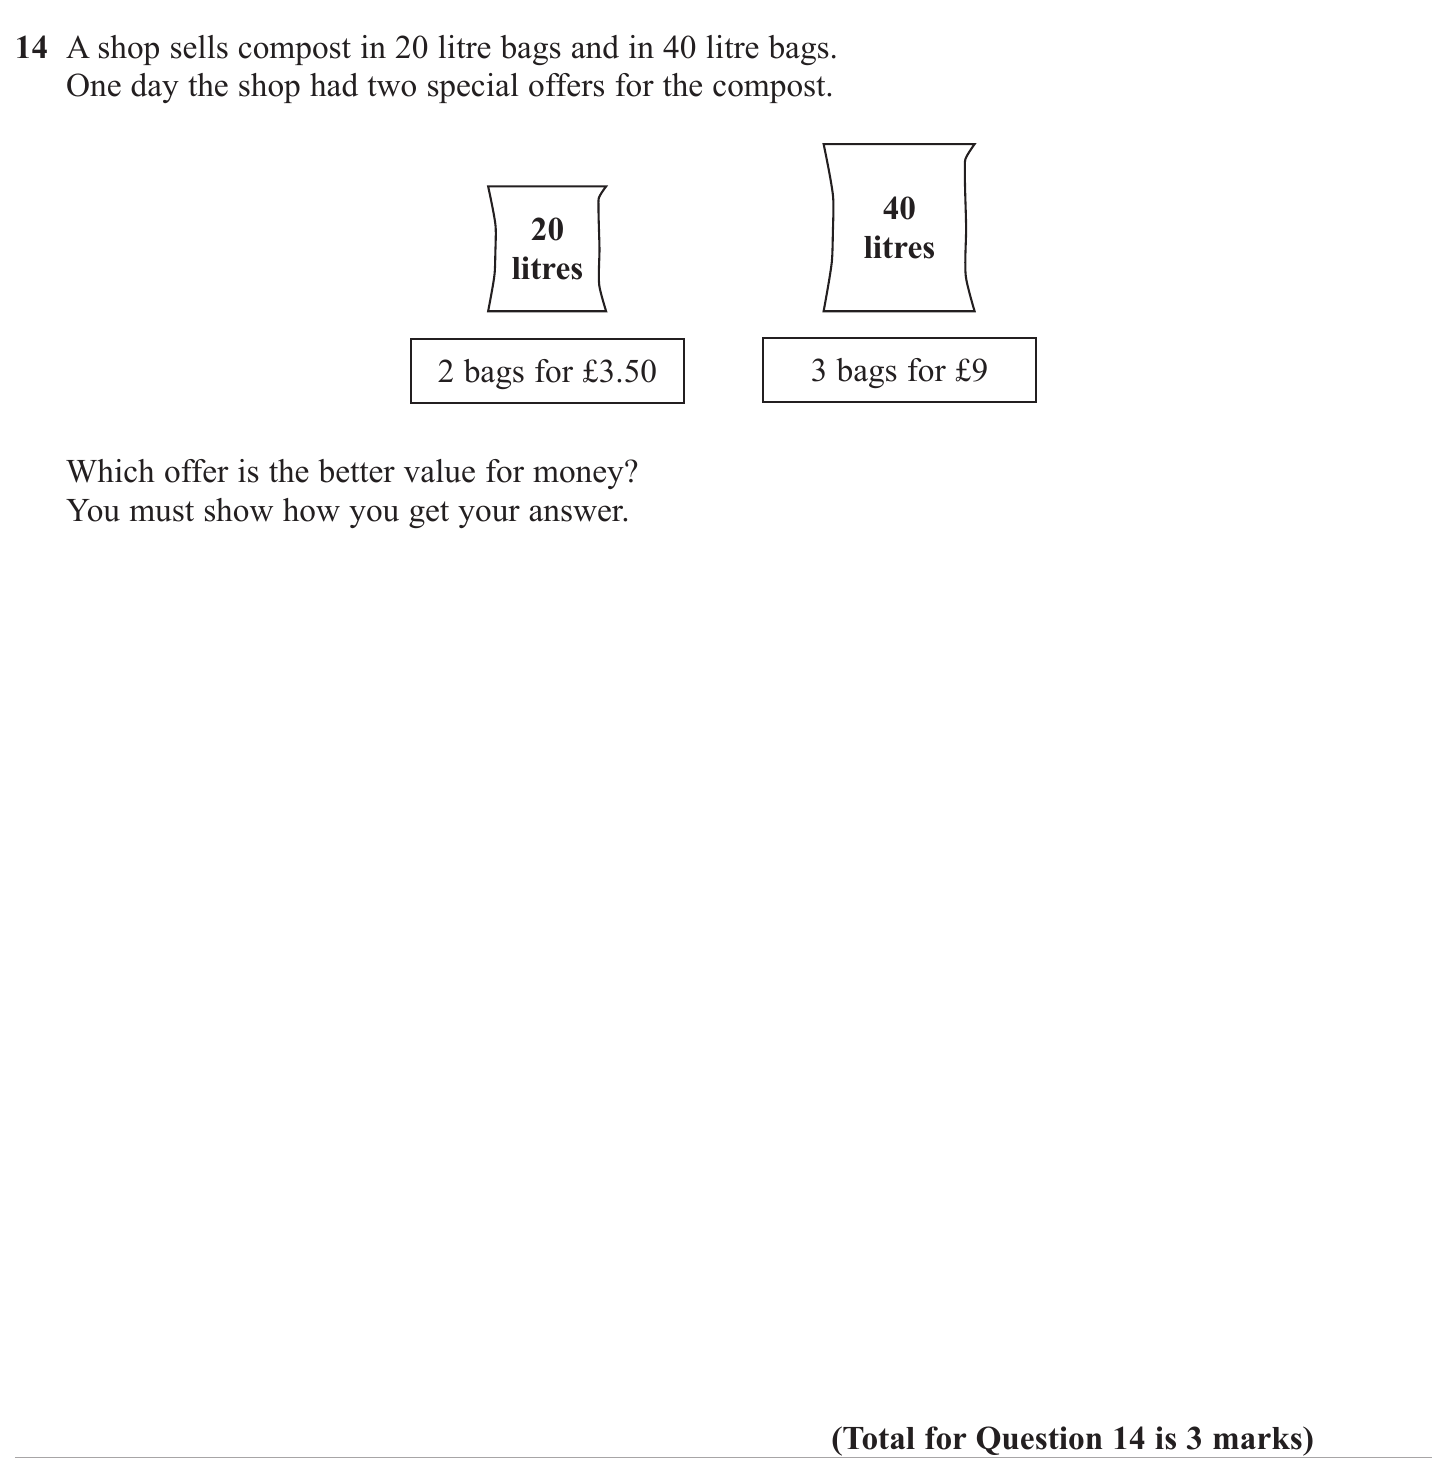 14 A shop sells compost in 20 litre bags and in 40 litre bags.
One day the shop had two special offers for the compost.
20
litres
40
litres
2 bags for £3.50
3 bags for £9
Which offer is the better value for money?
You must show how you get your answer.
(Total for Question 14 is 3 marks)